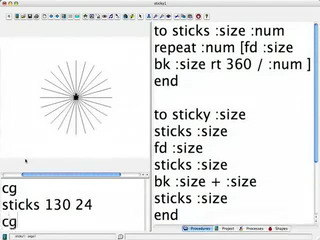 sticky1
to sticks :size :num
repeat :num [fd :size
bk :size rt 360 / :num ]
end
to sticky :size
sticks :size
fd :size
sticks :size
bk :size + :size
sticks :size
end
cg
sticks 130 24
cg
Procedures
Project
Processes
Shapes